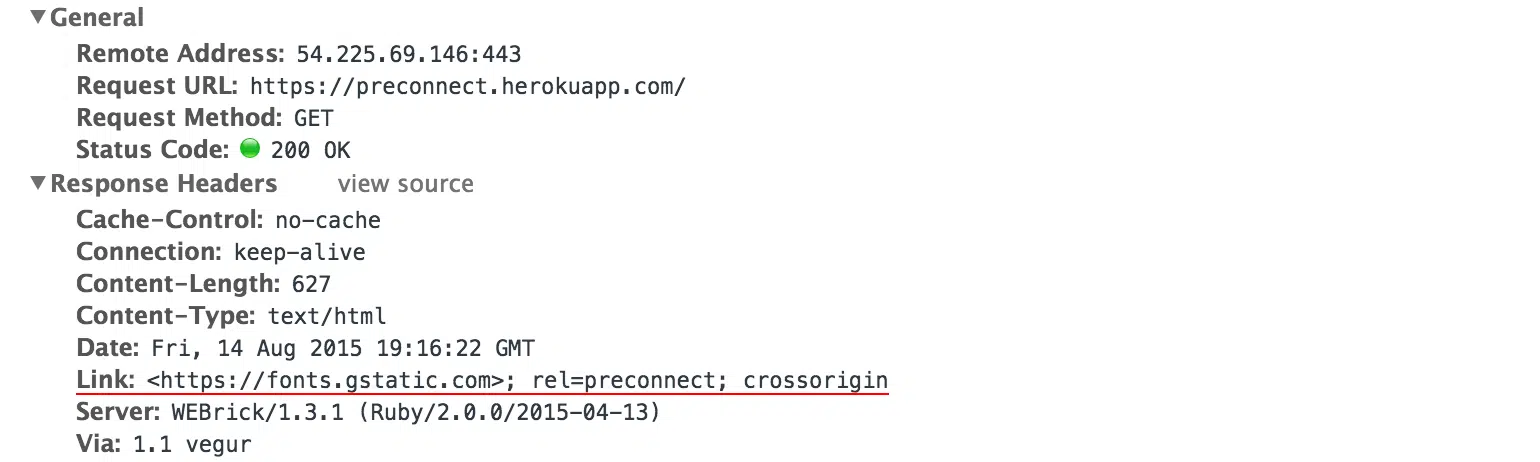 General
Remote Address: 54.225.69.146:443
Request URL: https://preconnect.herokuapp.com/
Request Method: GET
Status Code: 200 OK
Response Headers view source
Cache-Control: no-cache
Connection: keep-alive
Content-Length: 627
Content-Type: text/html
Date: Fri, 14 Aug 2015 19:16:22 GMT
Link: <https://fonts.gstatic.com>; rel=preconnect; crossorigin
Server: WEBrick/1.3.1 (Ruby/2.0.0/2015-04-13)
Via: 1.1 vegur